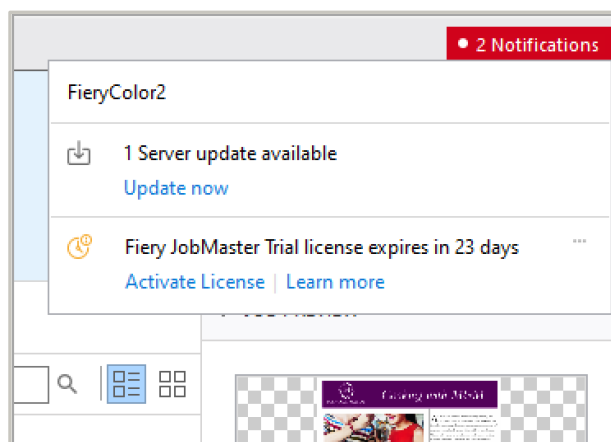 2 Notifications
FieryColor2
1 Server update available
Update now
Fiery JobMaster Trial license expires in 23 days
Activate License | Learn more